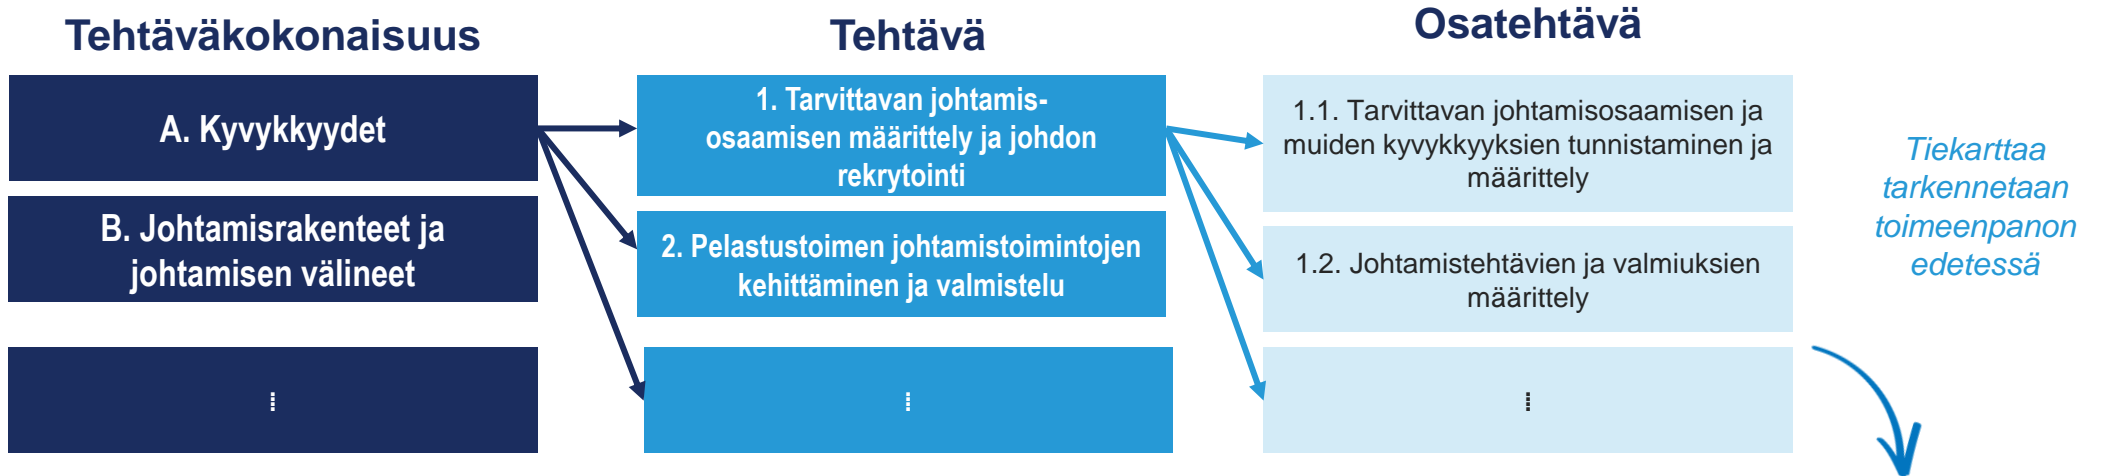 Tehtäväkokonaisuus
Tehtävä
Osatehtävä
A. Kyvykkyydet
B. Johtamisrakenteet ja
johtamisen välineet
⁞
1. Tarvittavan johtamis-
osaamisen määrittely ja johdon
rekrytointi
2. Pelastustoimen johtamistoimintojen
kehittäminen ja valmistelu
⁞
1.1. Tarvittavan johtamisosaamisen ja
muiden kyvykkyyksien tunnistaminen ja
määrittely
1.2. Johtamistehtävien ja valmiuksien
määrittely
⁞
Tiekarttaa
tarkennetaan
toimeenpanon
edetessä